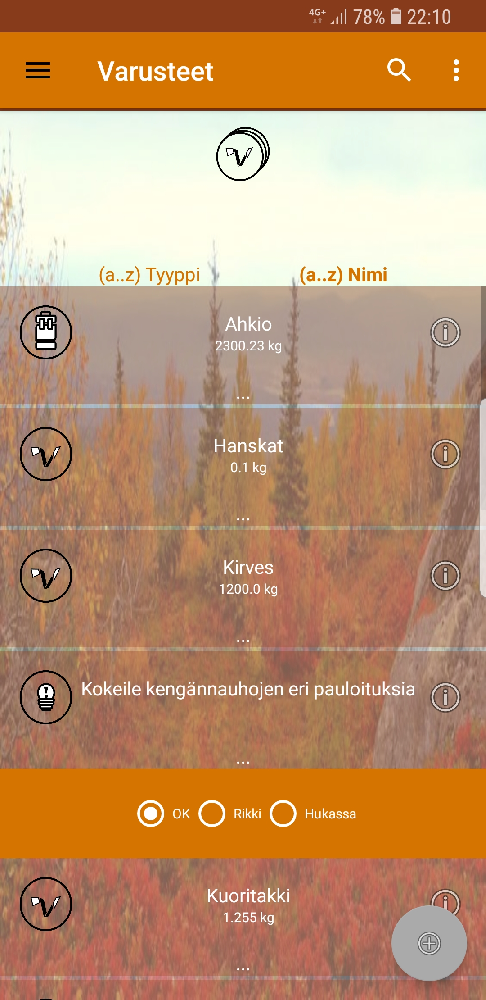 4G+ 78% 22:10
Varusteet
(a..z) Tyyppi (a..z) Nimi
Ahkio
2300.23 kg
...
Hanskat
0.1 kg
...
Kirves
1200.0 kg
...
Kokeile kengännauhojen eri pauloituksia
...
OK Rikki Hukassa
Kuoritakki
1.255 kg
...